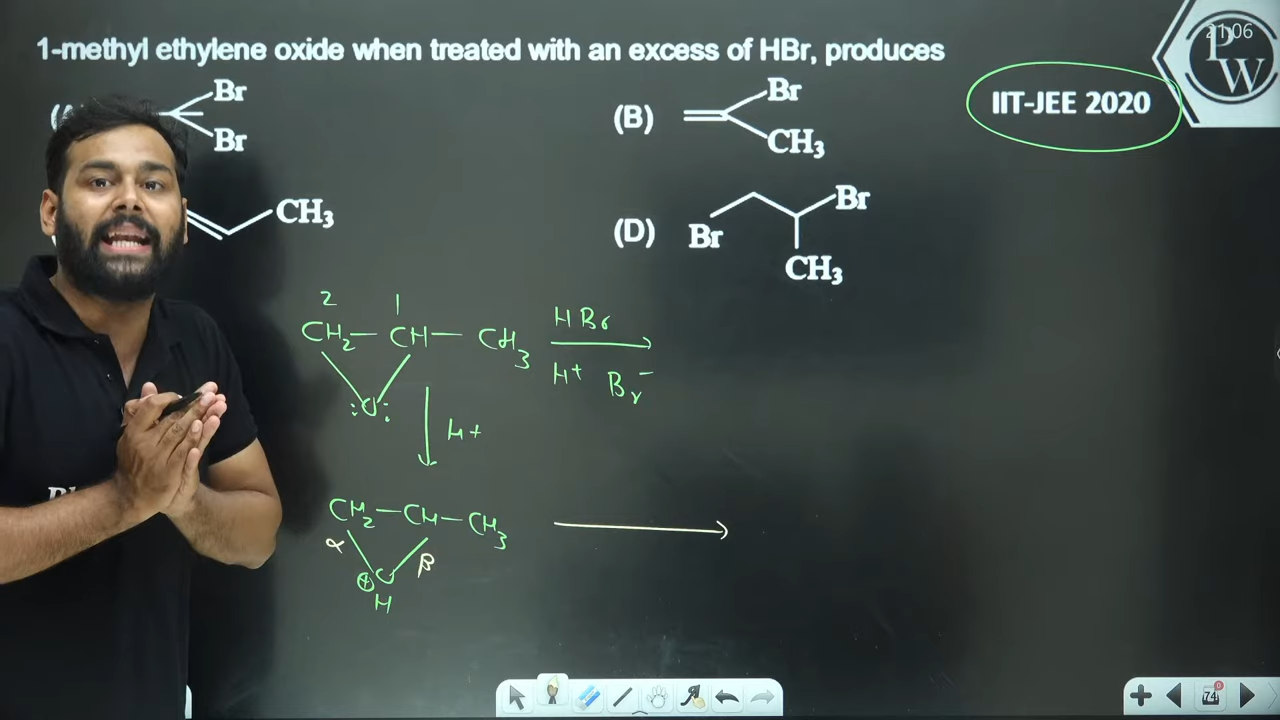 1-methyl ethylene oxide when treated with an excess of HBr, produces
21:06
P
W
IIT-JEE 2020
Br
Br
(B)
Br
CH3
CH3
(D)
Br
Br
CH3
2 1
CH2 — CH — CH3
:O:
HBr
H+ Br-
H+
CH2 — CH — CH3
α β
⊕ O
H
74